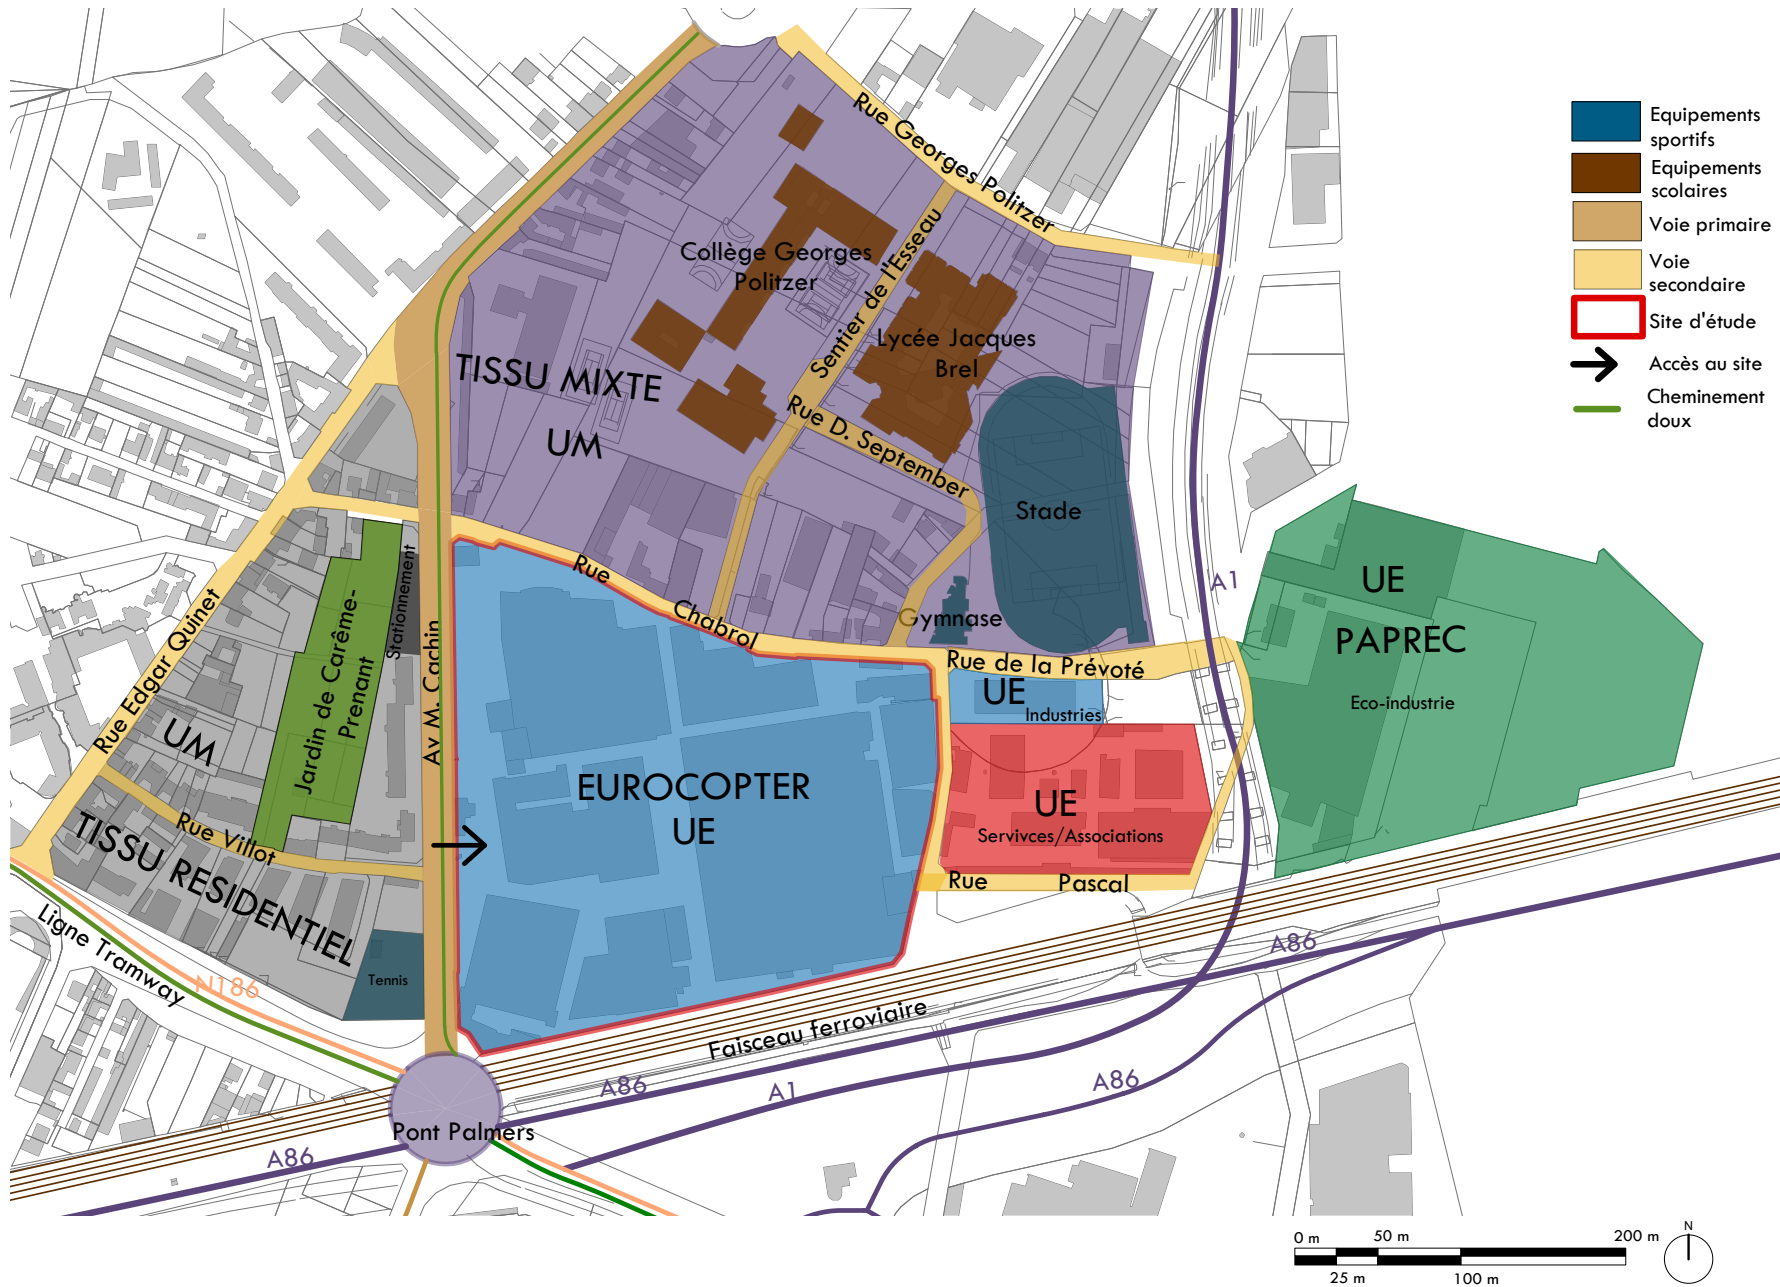 Equipements
sportifs
Equipements
scolaires
Voie primaire
Voie
secondaire
Site d'étude
Accès au site
Cheminement
doux
Rue Georges Politzer
Collège Georges
Politzer
Sentier de l'Esseau
Lycée Jacques
Brel
TISSU MIXTE
UM
Rue D. September
Stade
Gymnase
Rue Chabrol
Rue de la Prévoté
A1
UE
PAPREC
Eco-industrie
UE
Industries
UE
Servivces/Associations
Rue Pascal
EUROCOPTER
UE
Av M. Cachin
Stationnement
Jardin de Carême-
Prenant
Rue Edgar Quinet
UM
Rue Villot
TISSU RESIDENTIEL
Tennis
Ligne Tramway
N186
Faisceau ferroviaire
A86
A86
A1
A86
Pont Palmers
A86
0 m
50 m
200 m
25 m
100 m
N